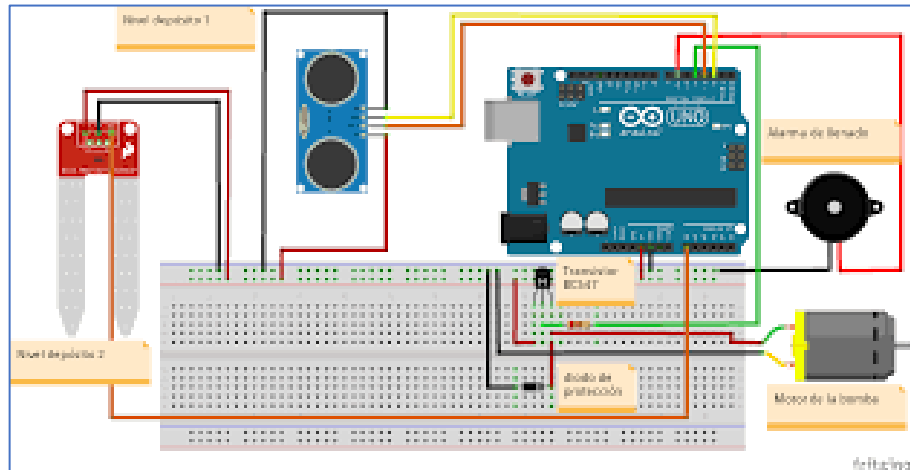 Nivel depósito 1
UNO
ARDUINO
Alarma de llenado
Transistor
BC547
Nivel depósito 2
diodo de
protección
Motor de la bomba
fritzing